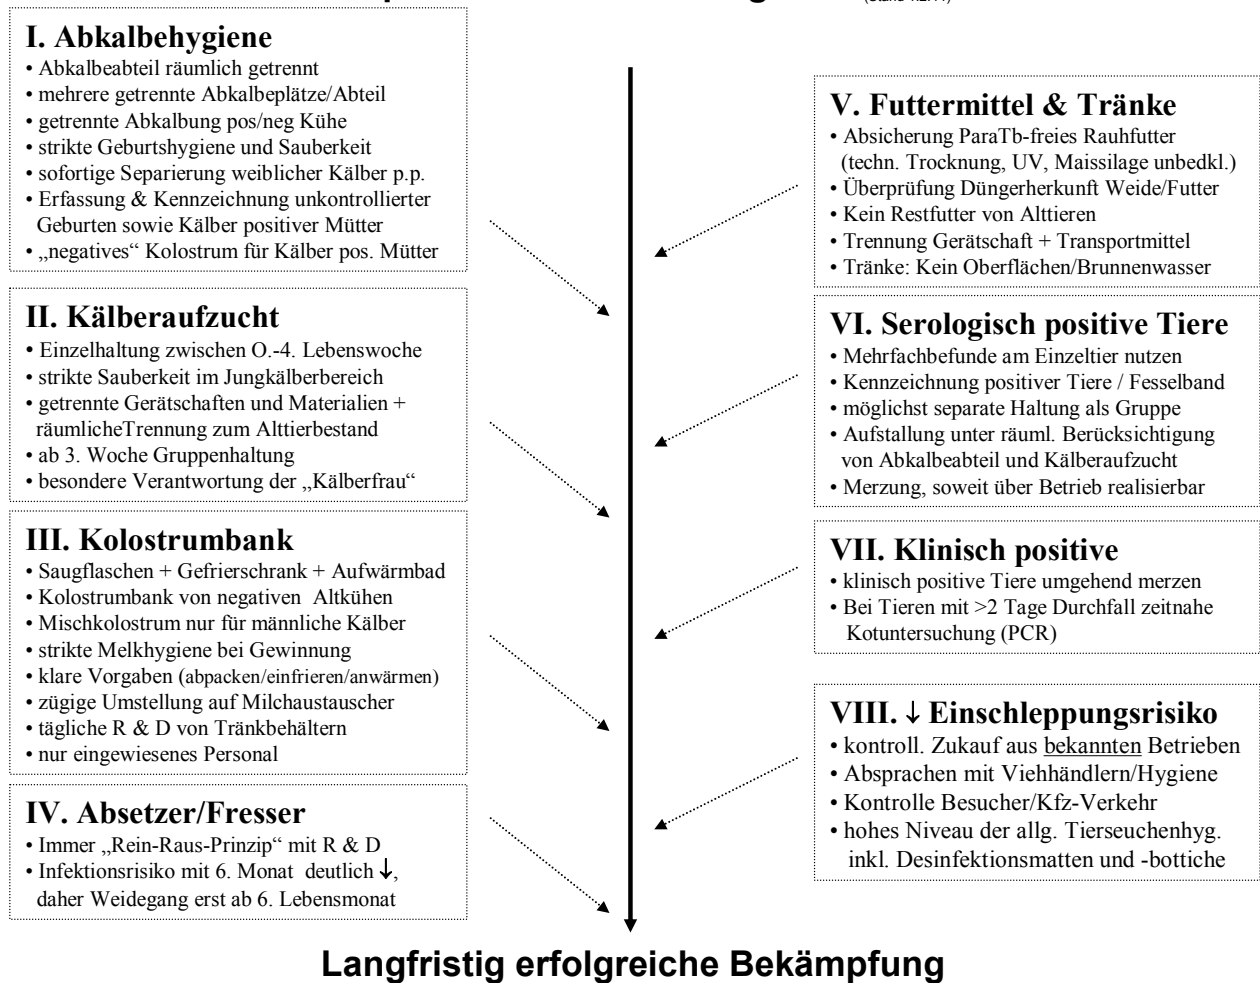 I. Abkalbehygiene
• Abkalbeabteil räumlich getrennt
• mehrere getrennte Abkalbeplätze/Abteil
• getrennte Abkalbung pos/neg Kühe
• strikte Geburtshygiene und Sauberkeit
• sofortige Separierung weiblicher Kälber p.p.
• Erfassung & Kennzeichnung unkontrollierter
Geburten sowie Kälber positiver Mütter
• „negatives“ Kolostrum für Kälber pos. Mütter
II. Kälberaufzucht
• Einzelhaltung zwischen O.-4. Lebenswoche
• strikte Sauberkeit im Jungkälberbereich
• getrennte Gerätschaften und Materialien +
räumlicheTrennung zum Alttierbestand
• ab 3. Woche Gruppenhaltung
• besondere Verantwortung der „Kälberfrau“
III. Kolostrumbank
• Saugflaschen + Gefrierschrank + Aufwärmbad
• Kolostrumbank von negativen Altkühen
• Mischkolostrum nur für männliche Kälber
• strikte Melkhygiene bei Gewinnung
• klare Vorgaben (abpacken/einfrieren/anwärmen)
• zügige Umstellung auf Milchaustauscher
• tägliche R & D von Tränkbehältern
• nur eingewiesenes Personal
IV. Absetzer/Fresser
• Immer „Rein-Raus-Prinzip“ mit R & D
• Infektionsrisiko mit 6. Monat deutlich ↓,
daher Weidegang erst ab 6. Lebensmonat
V. Futtermittel & Tränke
• Absicherung ParaTb-freies Rauhfutter
(techn. Trocknung, UV, Maissilage unbedkl.)
• Überprüfung Düngerherkunft Weide/Futter
• Kein Restfutter von Alttieren
• Trennung Gerätschaft + Transportmittel
• Tränke: Kein Oberflächen/Brunnenwasser
VI. Serologisch positive Tiere
• Mehrfachbefunde am Einzeltier nutzen
• Kennzeichnung positiver Tiere / Fesselband
• möglichst separate Haltung als Gruppe
• Aufstallung unter räuml. Berücksichtigung
von Abkalbeabteil und Kälberaufzucht
• Merzung, soweit über Betrieb realisierbar
VII. Klinisch positive
• klinisch positive Tiere umgehend merzen
• Bei Tieren mit >2 Tage Durchfall zeitnahe
Kotuntersuchung (PCR)
VIII. ↓ Einschleppungsrisiko
• kontroll. Zukauf aus bekannten Betrieben
• Absprachen mit Viehhändlern/Hygiene
• Kontrolle Besucher/Kfz-Verkehr
• hohes Niveau der allg. Tierseuchenhyg.
inkl. Desinfektionsmatten und -bottiche
Langfristig erfolgreiche Bekämpfung